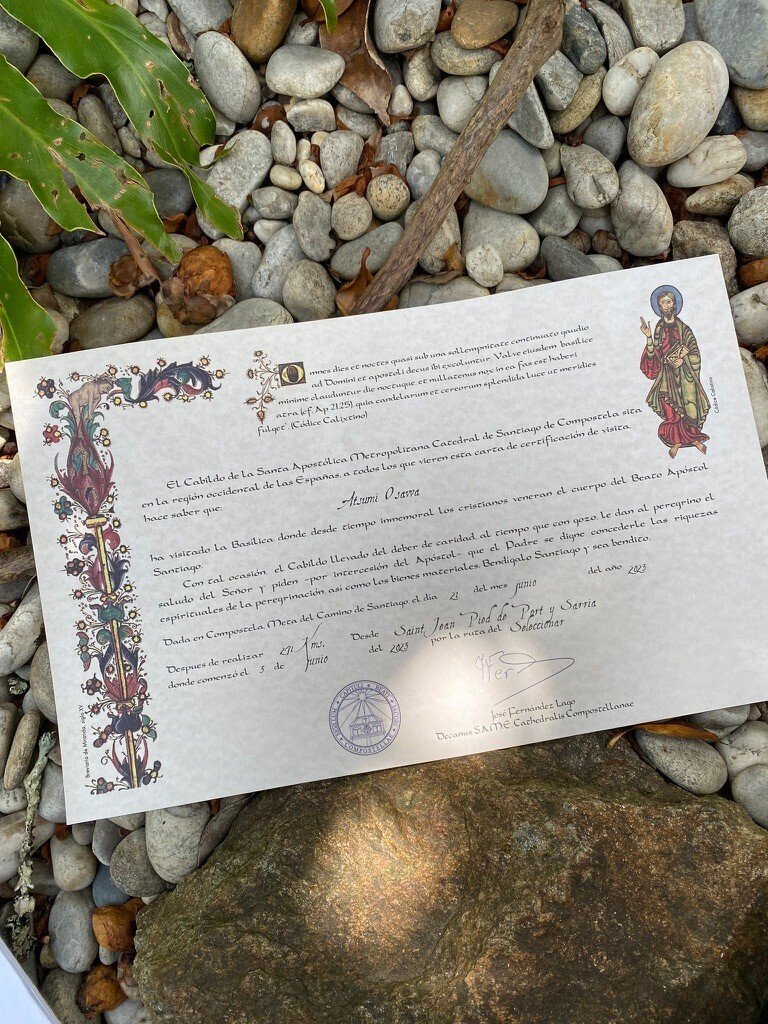 Omnes dies et noctes quasi sub una sollempnitate continuato gaudio
ad Domini et apostoli decus ibi excoluntur. Valve eiusdem basilice
minime clauduntur die noctuque, et nullatenus nox in ea fas est haberi
atra (cf. Ap 21,25), quia candelarum et cereorum splendida luce ut meridies
fulget (Códice Calixtino)
El Cabildo de la Santa Apostólica Metropolitana Catedral de Santiago de Compostela sita
en la región occidental de las Españas, a todos los que vieren esta carta de certificación de visita,
hace saber que:
Atsumi Osawa
ha visitado la Basílica donde desde tiempo inmemoral los cristianos veneran el cuerpo del Beato Apóstol
Santiago.
Con tal ocasión, el Cabildo llevado del deber de caridad, al tiempo que con gozo le dan al peregrino el
saludo del Señor y piden -por intercesión del Apóstol- que el Padre se digne concederle las riquezas
espirituales de la peregrinación, así como los bienes materiales. Bendígalo Santiago y sea bendito.
Dada en Compostela, Meta del Camino de Santiago el día 21 del mes junio del año 2023
Despues de realizar kms. Desde Saint Jean Pied de Port y Sarria
donde comenzó el 5 de Junio del 2023 por la ruta del Seleccionar
José Fernández Lago
Decanus S.A.M.E. Cathedralis Compostellanae
Breviario de Miranda, siglo XV